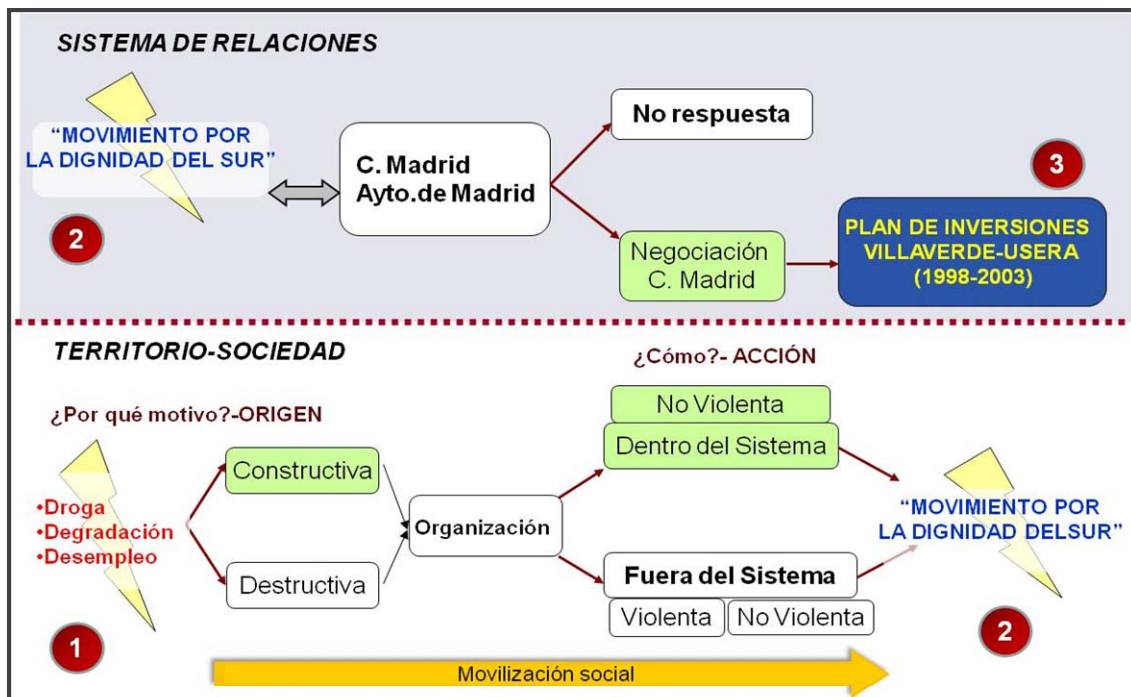 SISTEMA DE RELACIONES
“MOVIMIENTO POR
LA DIGNIDAD DEL SUR”
2
C. Madrid
Ayto.de Madrid
No respuesta
Negociación
C. Madrid
3
PLAN DE INVERSIONES
VILLAVERDE-USERA
(1998-2003)
TERRITORIO-SOCIEDAD
¿Por qué motivo?-ORIGEN
•Droga
•Degradación
•Desempleo
1
Constructiva
Destructiva
Organización
¿Cómo?- ACCIÓN
No Violenta
Dentro del Sistema
Fuera del Sistema
Violenta
No Violenta
“MOVIMIENTO POR
LA DIGNIDAD DELSUR”
2
Movilización social